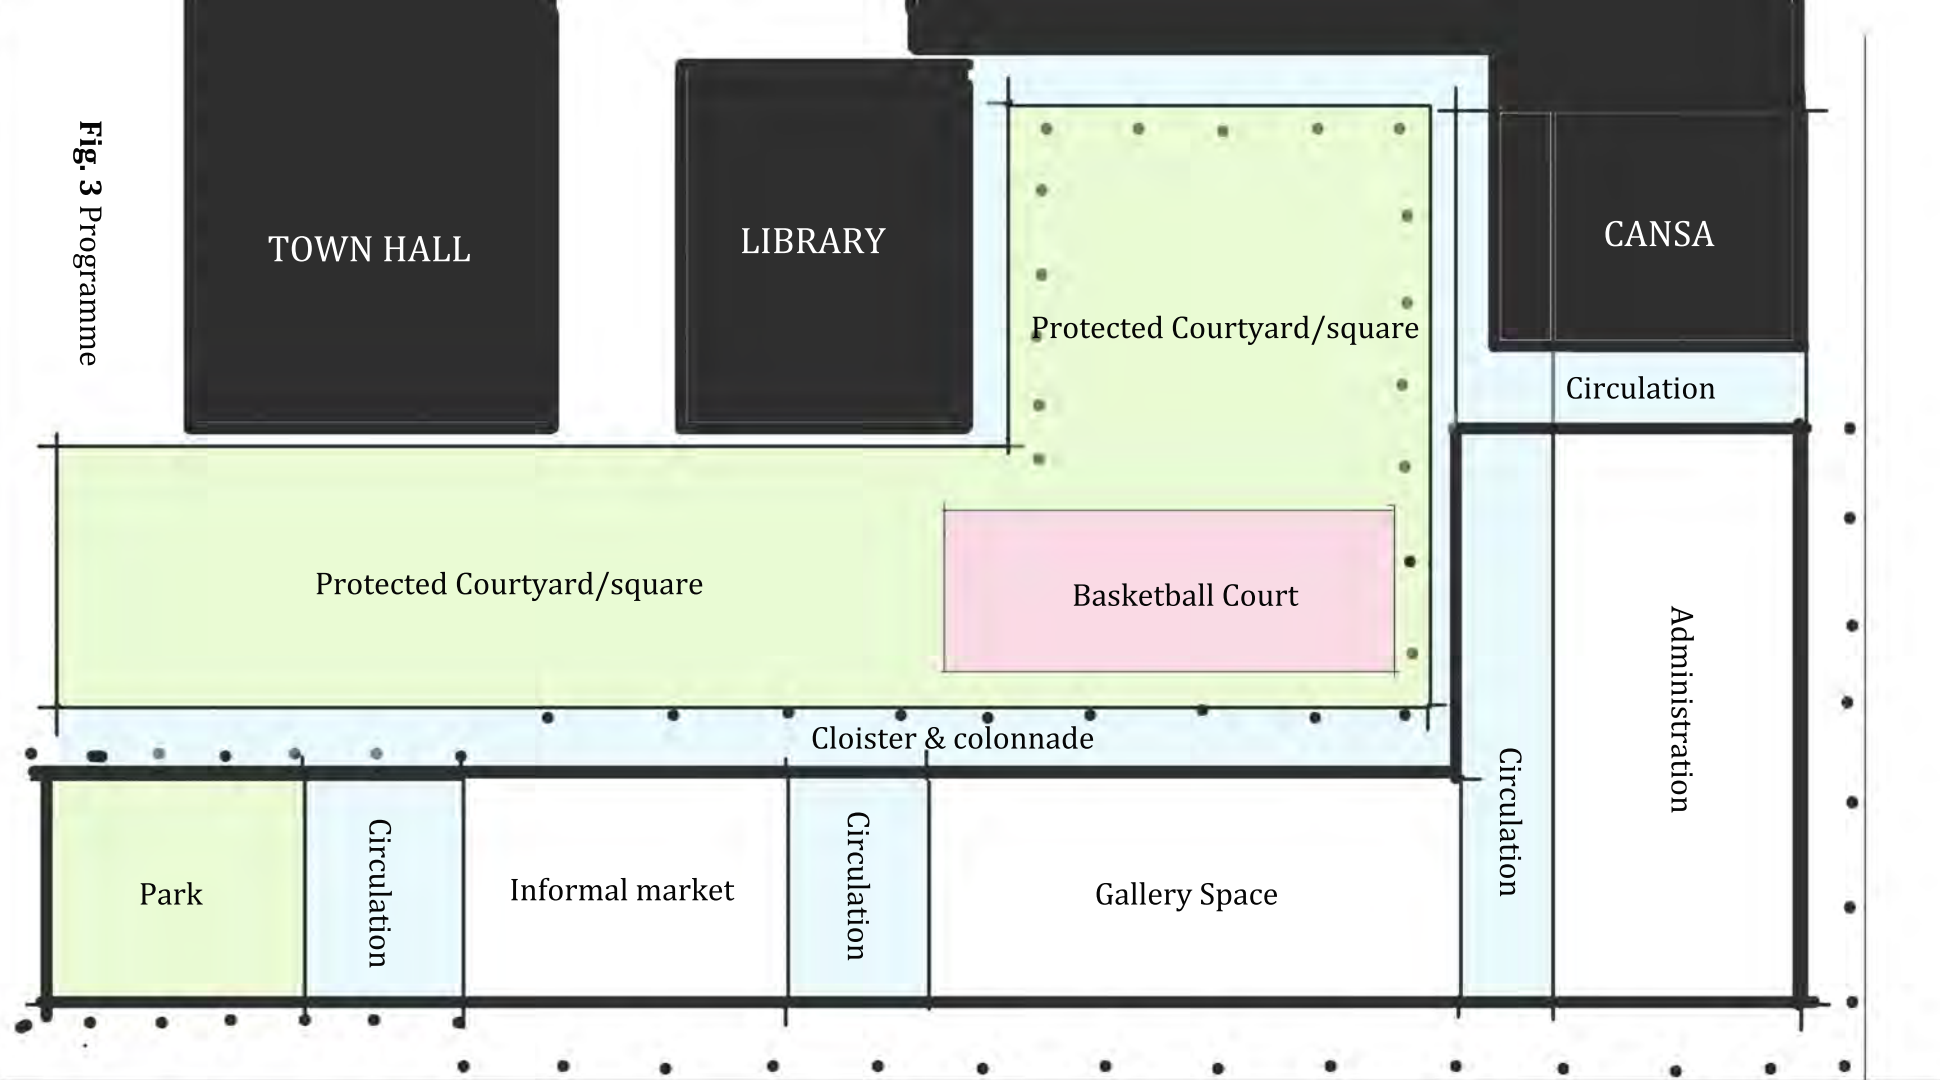 Fig. 3 Programme
TOWN HALL
LIBRARY
CANSA
Protected Courtyard/square
Circulation
Protected Courtyard/square
Basketball Court
Administration
Cloister & colonnade
Circulation
Park
Circulation
Informal market
Circulation
Gallery Space